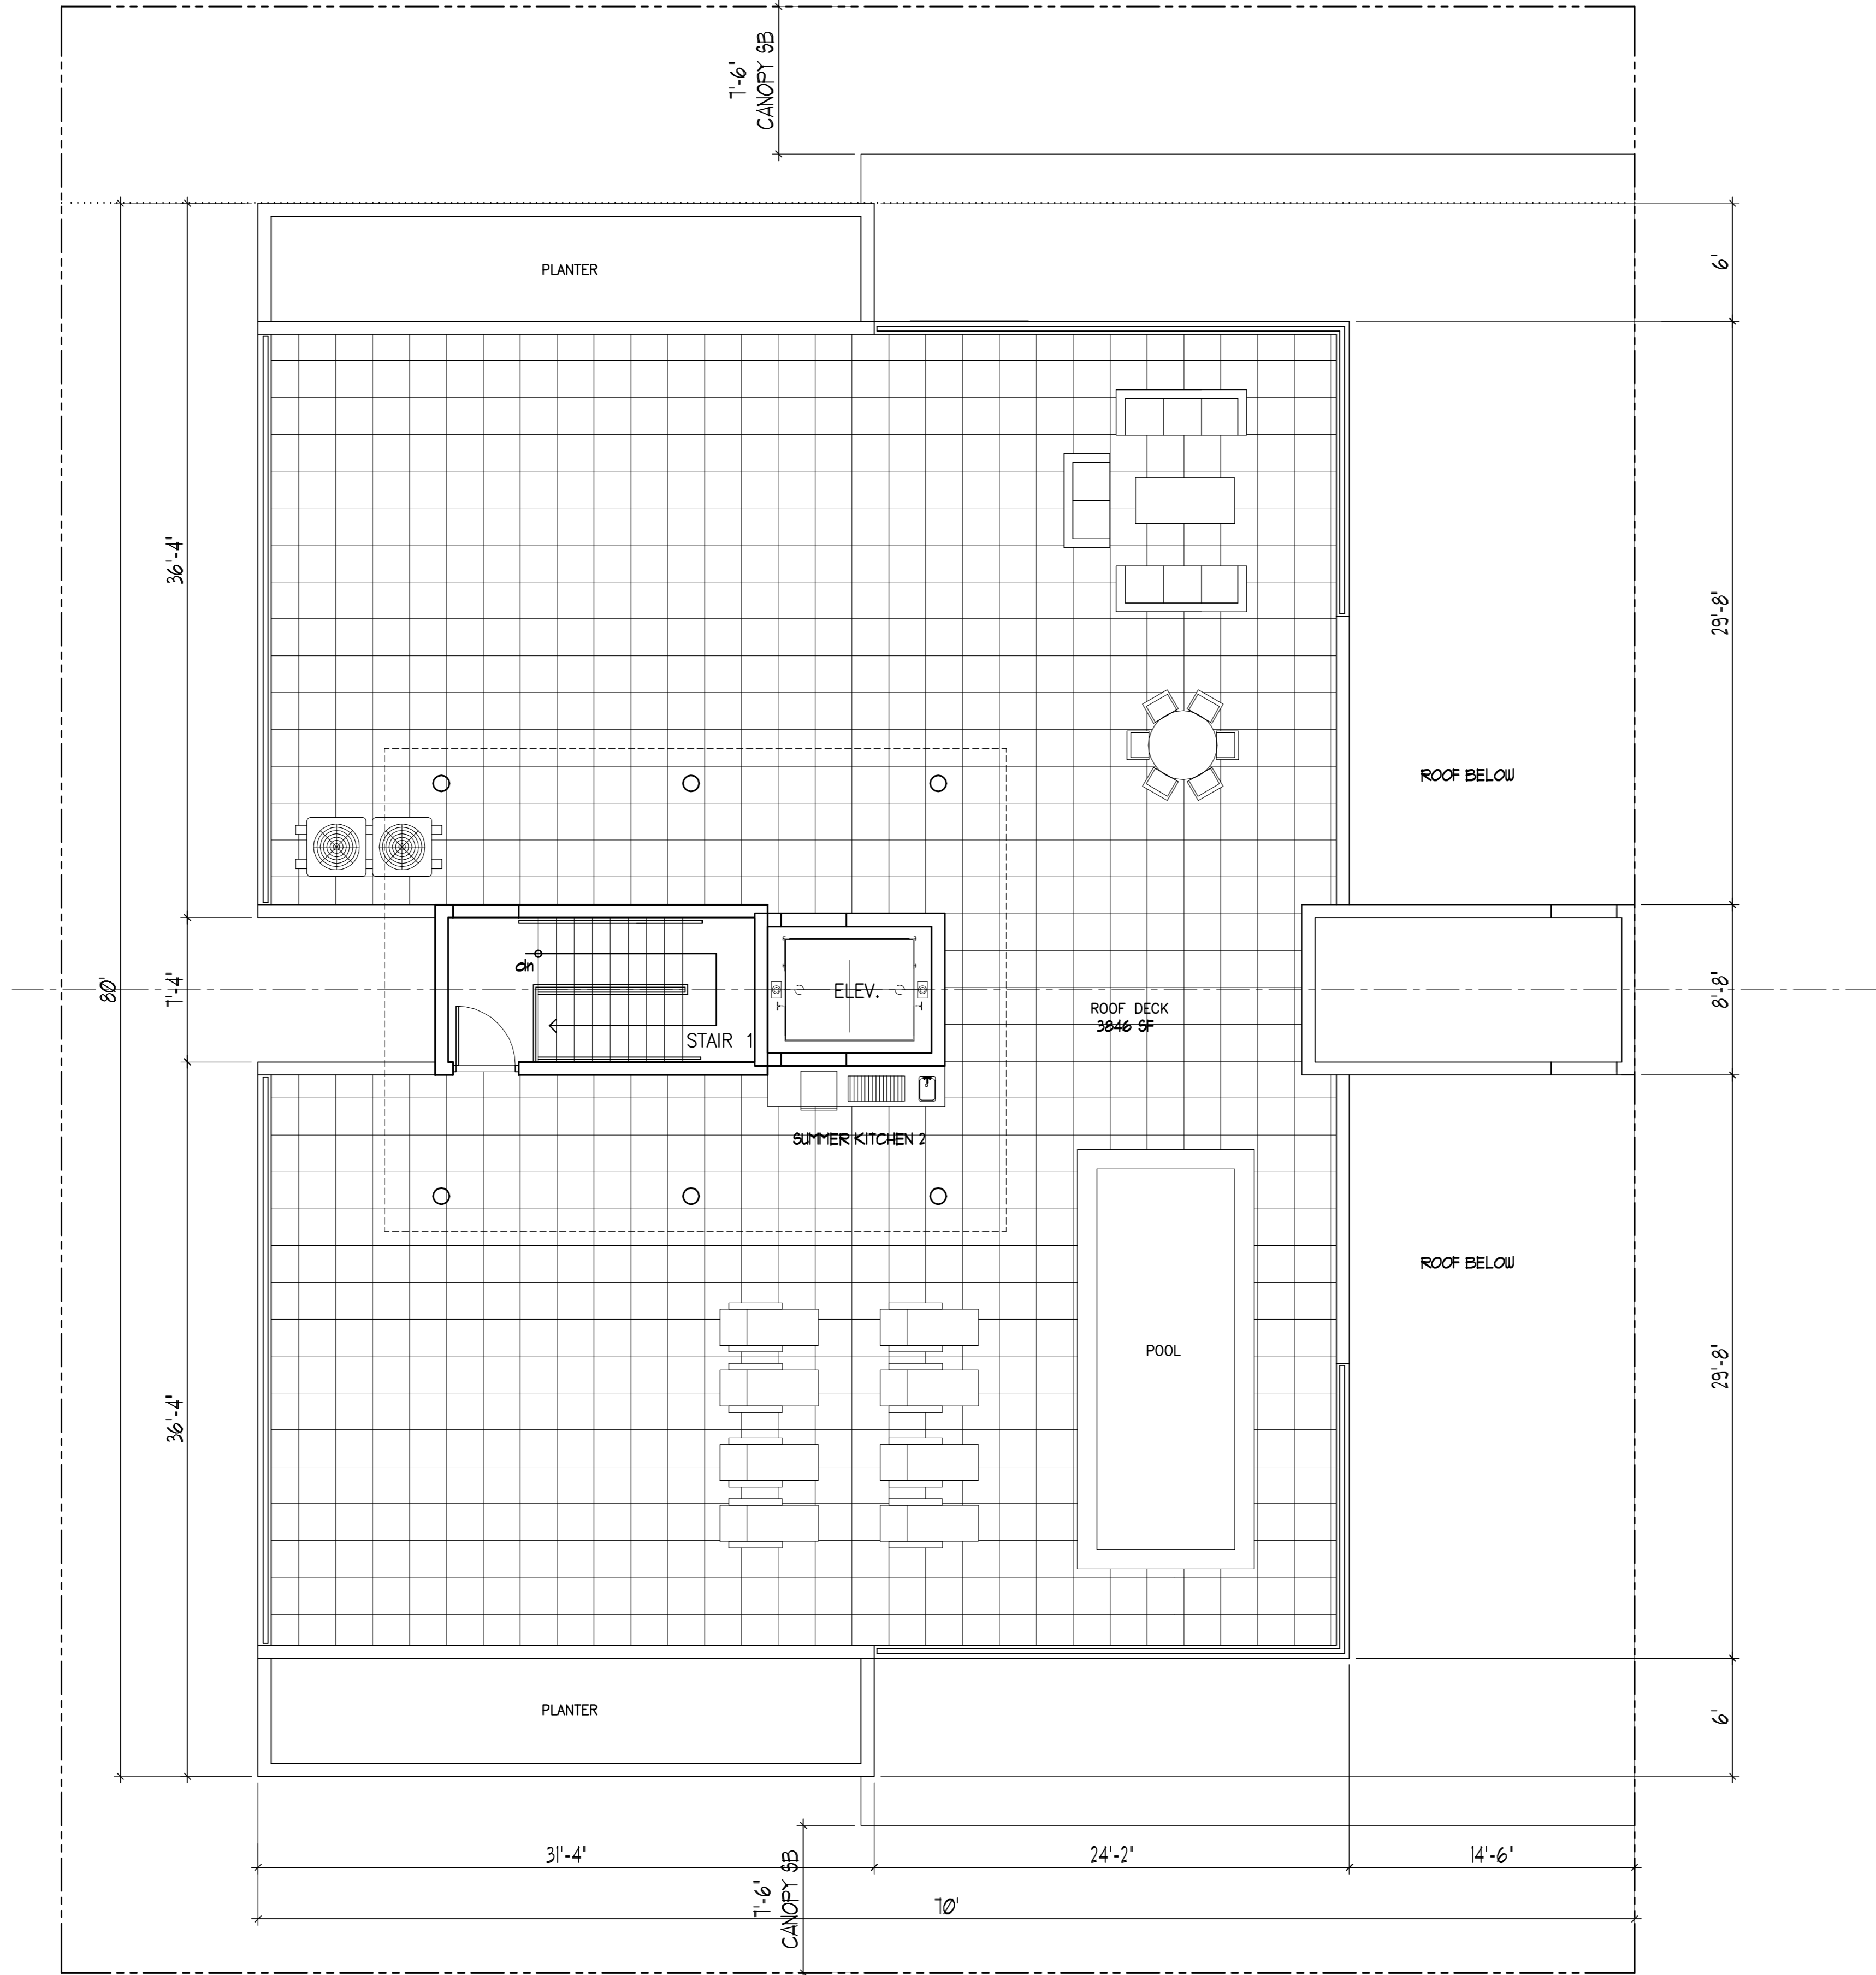 7'-6"
CANOPY SB
PLANTER
6'
36'-4"
29'-8"
ROOF BELOW
80'
7'-4"
dn
ELEV.
STAIR 1
ROOF DECK
3846 SF
8'-8"
SUMMER KITCHEN 2
ROOF BELOW
POOL
36'-4"
29'-8"
PLANTER
6'
31'-4"
24'-2"
14'-6"
7'-6"
CANOPY SB
70'